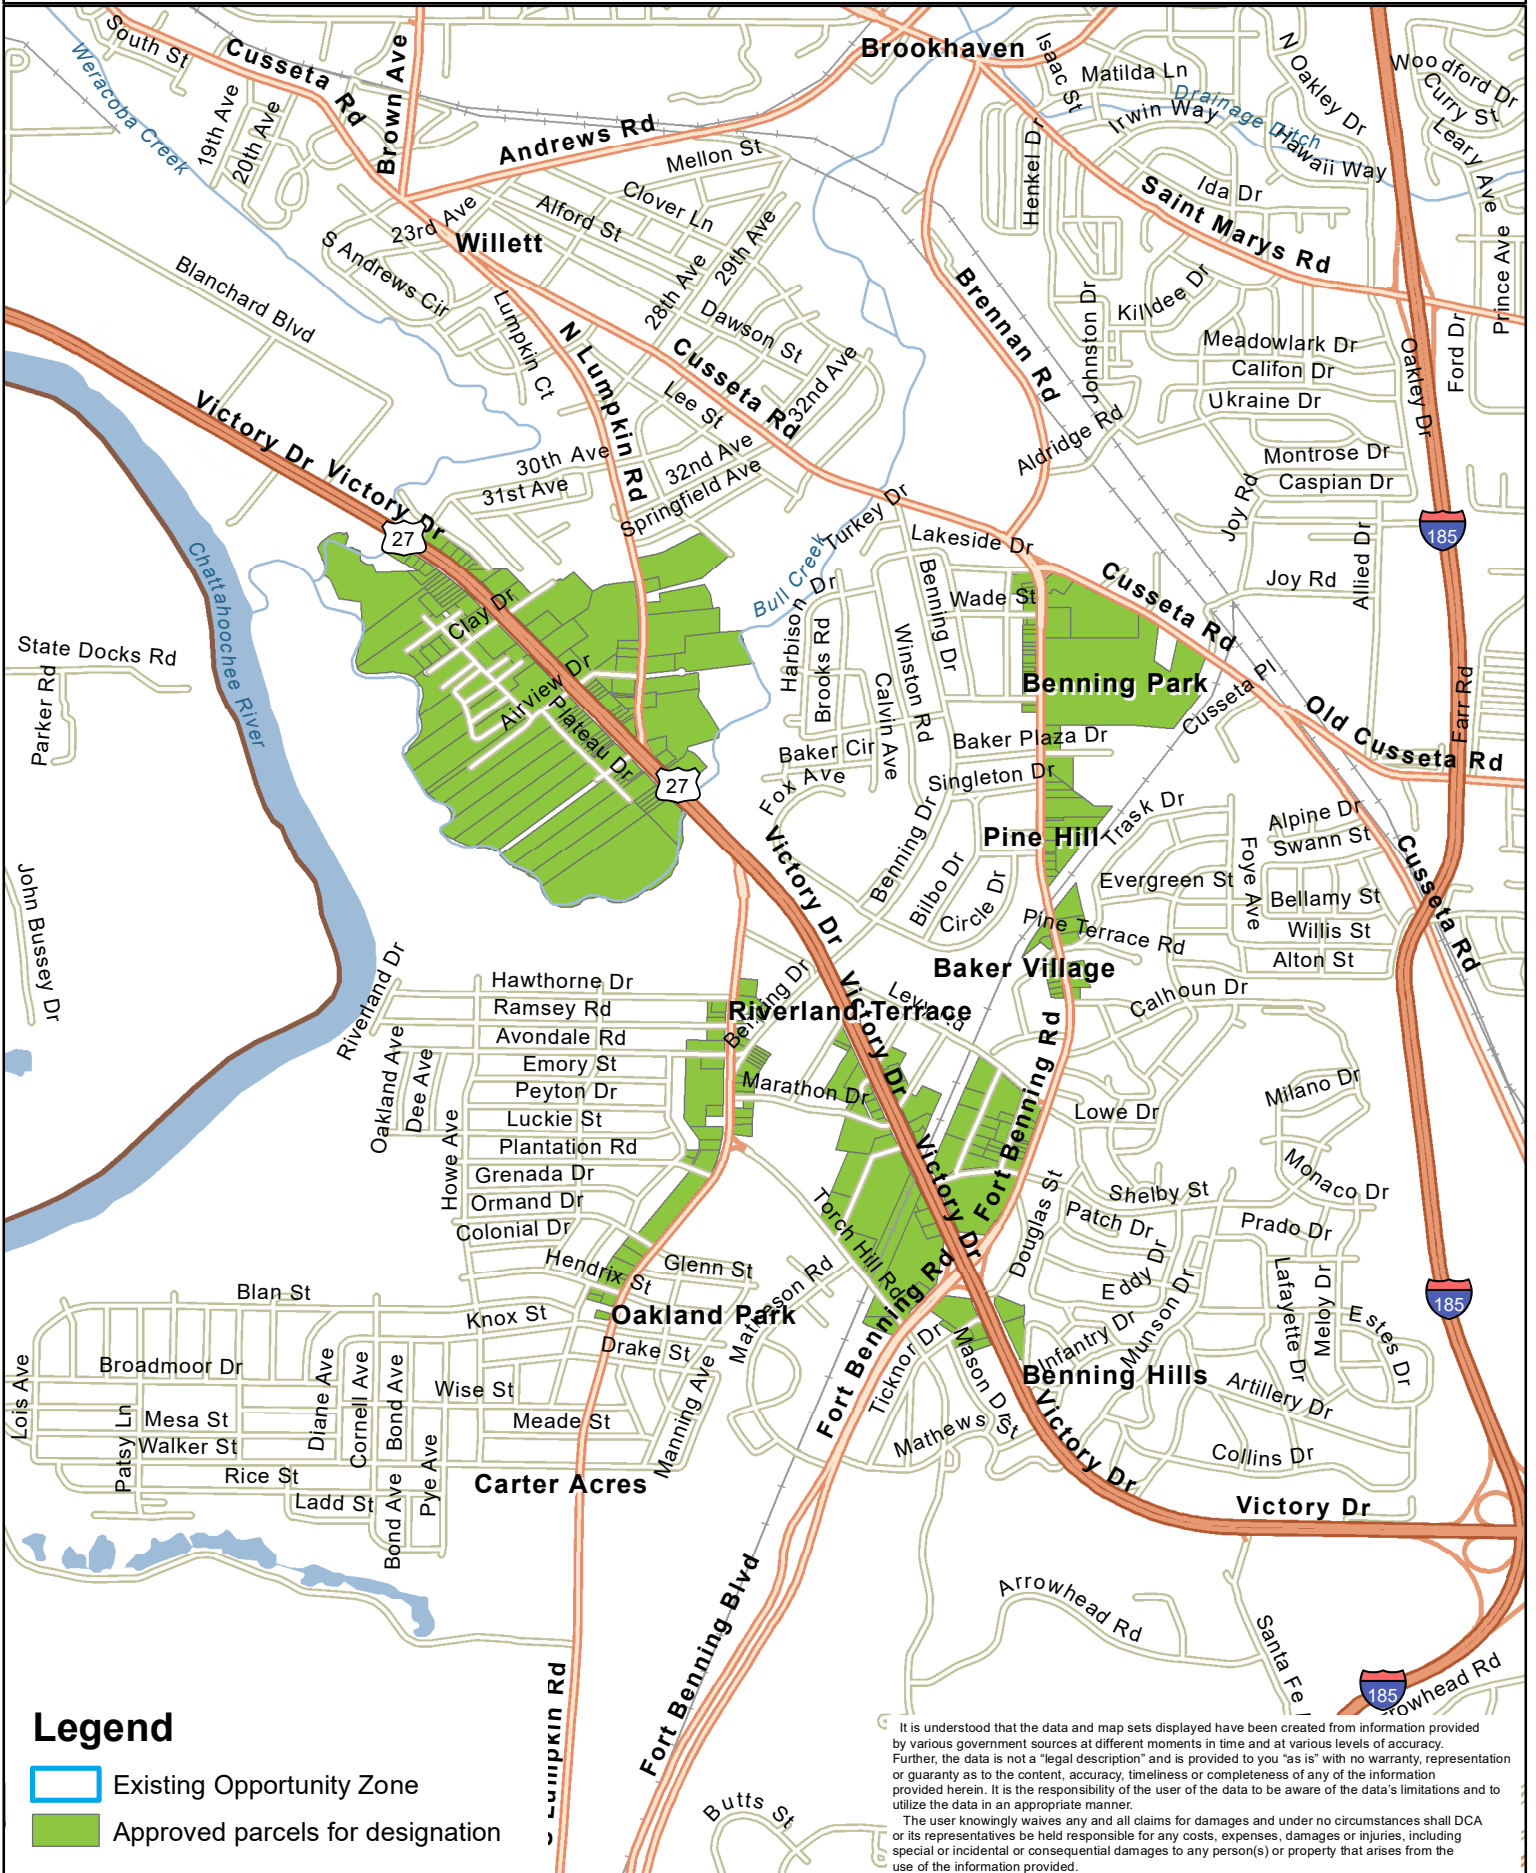 South St
Cusseta Rd
Brown Ave
Brookhaven
Isaac St
Matilda Ln
N Oakley Dr
Woodford Dr
Curry St
Leary Ave
Weracoba Creek
19th Ave
20th Ave
Andrews Rd
Mellon St
Irwin Way
Drainage Ditch
Hawaii Way
Henkel Dr
Ida Dr
Saint Marys Rd
Prince Ave
23rd Ave
Willett
Alford St
Clover Ln
29th Ave
28th Ave
S Andrews Cir
Blanchard Blvd
Lumpkin Ct
N Lumpkin Rd
Dawson St
Cusseta Rd
32nd Ave
Lee St
Brennan Rd
Johnston Dr
Killdee Dr
Meadowlark Dr
Califon Dr
Ukraine Dr
Oakley Dr
Ford Dr
Aldridge Rd
Montrose Dr
Caspian Dr
Joy Rd
Victory Dr
Victory Dr
30th Ave
31st Ave
32nd Ave
Springfield Ave
27
Turkey Dr
Lakeside Dr
185
Allied Dr
Joy Rd
Chattahoochee River
Bull Creek
Harbison Dr
Brooks Rd
Benning Dr
Wade St
Cusseta Rd
Clay Dr
State Docks Rd
Parker Rd
Airview Dr
Plateau Dr
Winston Rd
Calvin Ave
Benning Park
Cusseta Pl
Old Cusseta Rd
Farr Rd
Baker Cir
Baker Plaza Dr
Fox Ave
Singleton Dr
27
Victory Dr
Benning Dr
Pine Hill
Trask Dr
Alpine Dr
Swann St
Cusseta Rd
John Bussey Dr
Bilbo Dr
Circle Dr
Evergreen St
Foye Ave
Bellamy St
Pine Terrace Rd
Willis St
Alton St
Baker Village
Riverland Dr
Hawthorne Dr
Ramsey Rd
Riverland Terrace
Benning Dr
Victory Dr
Levy Rd
Calhoun Dr
Avondale Rd
Oakland Ave
Dee Ave
Emory St
Peyton Dr
Marathon Dr
Fort Benning Rd
Milano Dr
Lowe Dr
Luckie St
Howe Ave
Plantation Rd
Grenada Dr
Ormand Dr
Colonial Dr
Victory Dr
Torch Hill Rd
Douglas St
Shelby St
Patch Dr
Monaco Dr
Prado Dr
Hendrix St
Glenn St
Matheson Rd
Eddy Dr
Munson Dr
Lafayette Dr
Meloy Dr
Estes Dr
185
Blan St
Knox St
Oakland Park
Fort Benning Rd
Infantry Dr
Drake St
Ticknor Dr
Mason Dr
Benning Hills
Lois Ave
Broadmoor Dr
Diane Ave
Cornell Ave
Bond Ave
Wise St
Manning Ave
Artillery Dr
Patsy Ln
Mesa St
Meade St
Mathews St
Victory Dr
Walker St
Pye Ave
Collins Dr
Rice St
Carter Acres
Ladd St
Bond Ave
Victory Dr
Fort Benning Blvd
Arrowhead Rd
Santa Fe
185
rowhead Rd
S Lumpkin Rd
Butts St
Legend
Existing Opportunity Zone
Approved parcels for designation
It is understood that the data and map sets displayed have been created from information provided
by various government sources at different moments in time and at various levels of accuracy.
Further, the data is not a “legal description” and is provided to you “as is” with no warranty, representation
or guaranty as to the content, accuracy, timeliness or completeness of any of the information
provided herein. It is the responsibility of the user of the data to be aware of the data’s limitations and to
utilize the data in an appropriate manner.
The user knowingly waives any and all claims for damages and under no circumstances shall DCA
or its representatives be held responsible for any costs, expenses, damages or injuries, including
special or incidental or consequential damages to any person(s) or property that arises from the
use of the information provided.